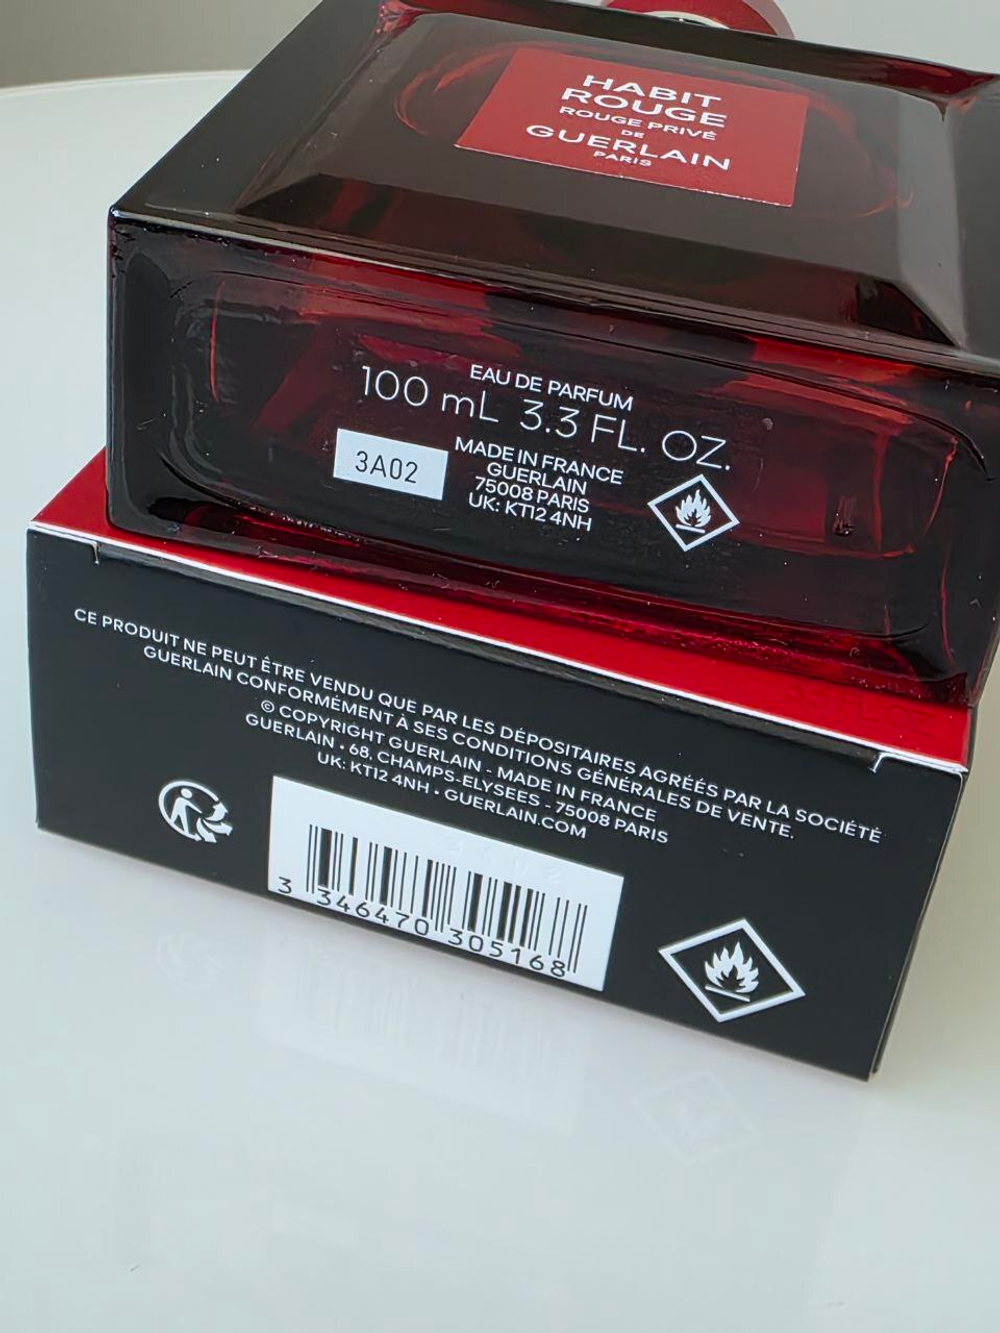 HABIT
ROUGE
ROUGE PRIVÉ
DE
GUERLAIN
PARIS
EAU DE PARFUM
100 mL 3.3 FL. OZ.
3A02
MADE IN FRANCE
GUERLAIN
75008 PARIS
UK: KT12 4NH
CE PRODUIT NE PEUT ÊTRE VENDU QUE PAR LES DÉPOSITAIRES AGRÉÉS PAR LA SOCIÉTÉ
GUERLAIN CONFORMÉMENT À SES CONDITIONS GÉNÉRALES DE VENTE.
© COPYRIGHT GUERLAIN - MADE IN FRANCE
GUERLAIN • 68, CHAMPS-ELYSEES - 75008 PARIS
UK: KT12 4NH • GUERLAIN.COM
3 346470 305168